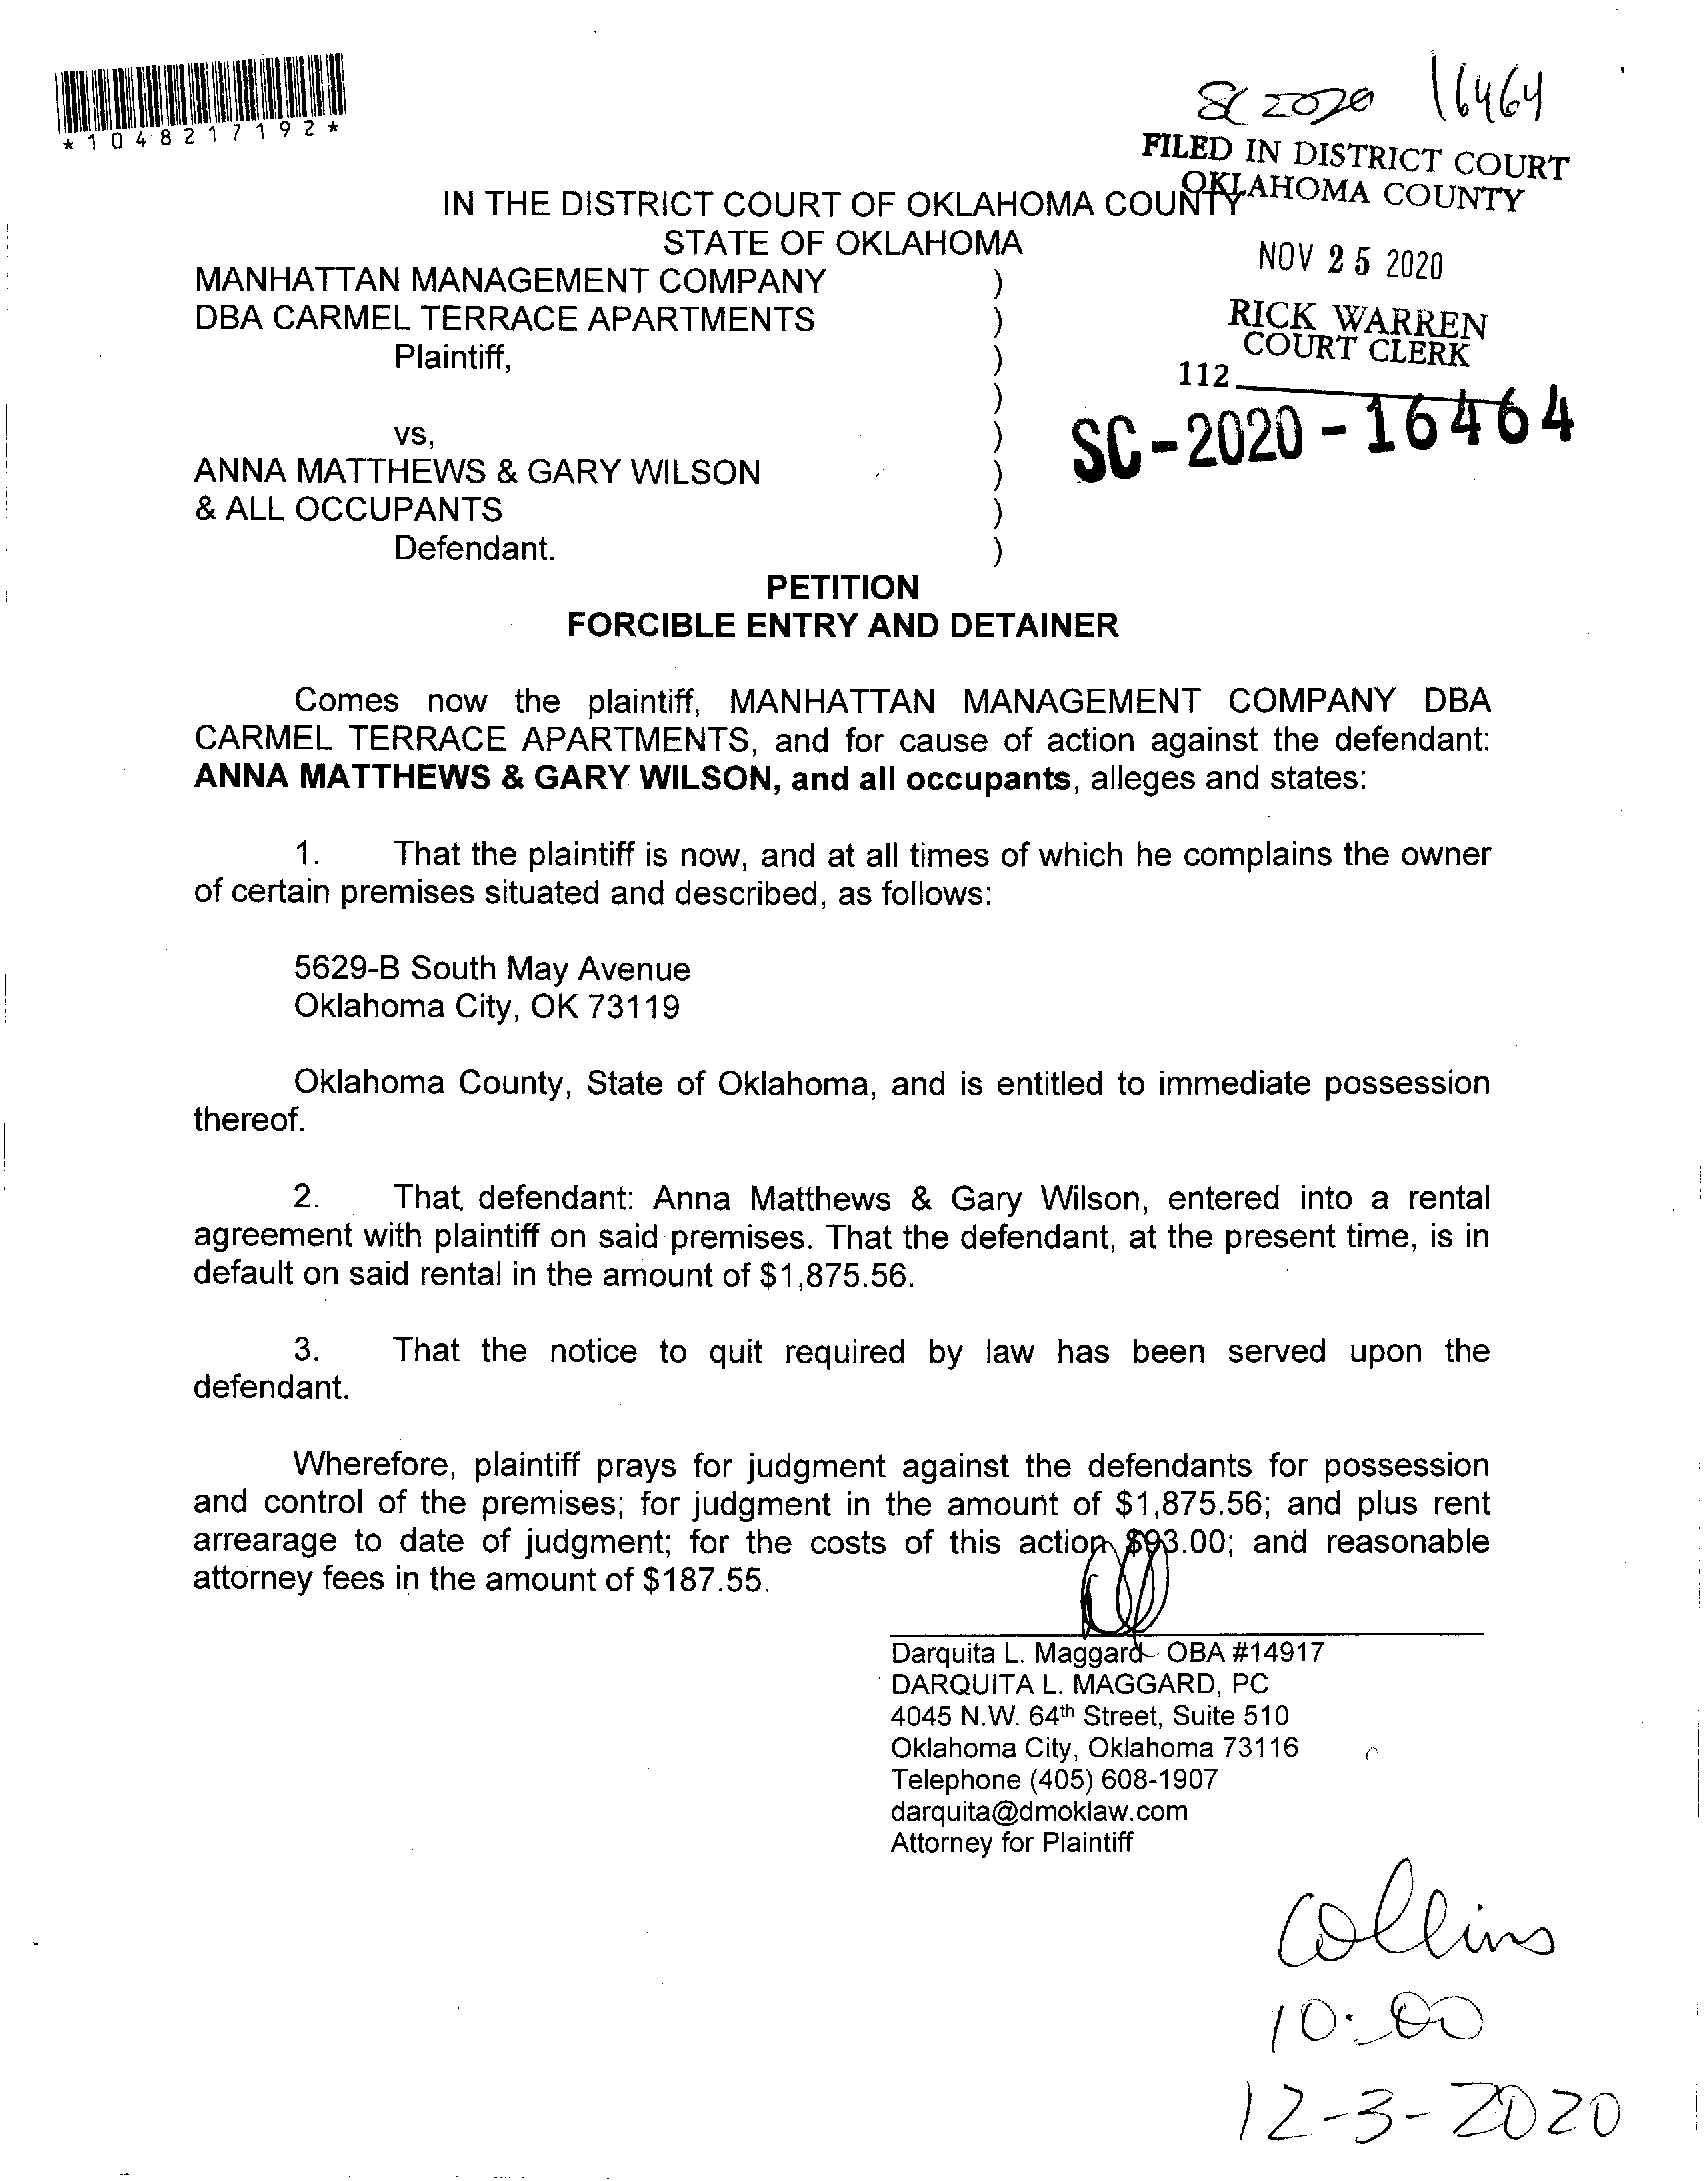 *1048217192*
SC 2020 16464
FILED IN DISTRICT COURT
OKLAHOMA COUNTY
NOV 25 2020
RICK WARREN
COURT CLERK
112
SC-2020-16464
IN THE DISTRICT COURT OF OKLAHOMA COUNTY
STATE OF OKLAHOMA
MANHATTAN MANAGEMENT COMPANY )
DBA CARMEL TERRACE APARTMENTS )
Plaintiff, )
)
vs, )
ANNA MATTHEWS & GARY WILSON )
& ALL OCCUPANTS )
Defendant. )
PETITION
FORCIBLE ENTRY AND DETAINER
Comes now the plaintiff, MANHATTAN MANAGEMENT COMPANY DBA
CARMEL TERRACE APARTMENTS, and for cause of action against the defendant:
ANNA MATTHEWS & GARY WILSON, and all occupants, alleges and states:
1. That the plaintiff is now, and at all times of which he complains the owner
of certain premises situated and described, as follows:
5629-B South May Avenue
Oklahoma City, OK 73119
Oklahoma County, State of Oklahoma, and is entitled to immediate possession
thereof.
2. That defendant: Anna Matthews & Gary Wilson, entered into a rental
agreement with plaintiff on said premises. That the defendant, at the present time, is in
default on said rental in the amount of $1,875.56.
3. That the notice to quit required by law has been served upon the
defendant.
Wherefore, plaintiff prays for judgment against the defendants for possession
and control of the premises; for judgment in the amount of $1,875.56; and plus rent
arrearage to date of judgment; for the costs of this action $93.00; and reasonable
attorney fees in the amount of $187.55.
Darquita L. Maggard OBA #14917
DARQUITA L. MAGGARD, PC
4045 N.W. 64th Street, Suite 510
Oklahoma City, Oklahoma 73116
Telephone (405) 608-1907
darquita@dmoklaw.com
Attorney for Plaintiff
Collins
10:00
12-3-2020